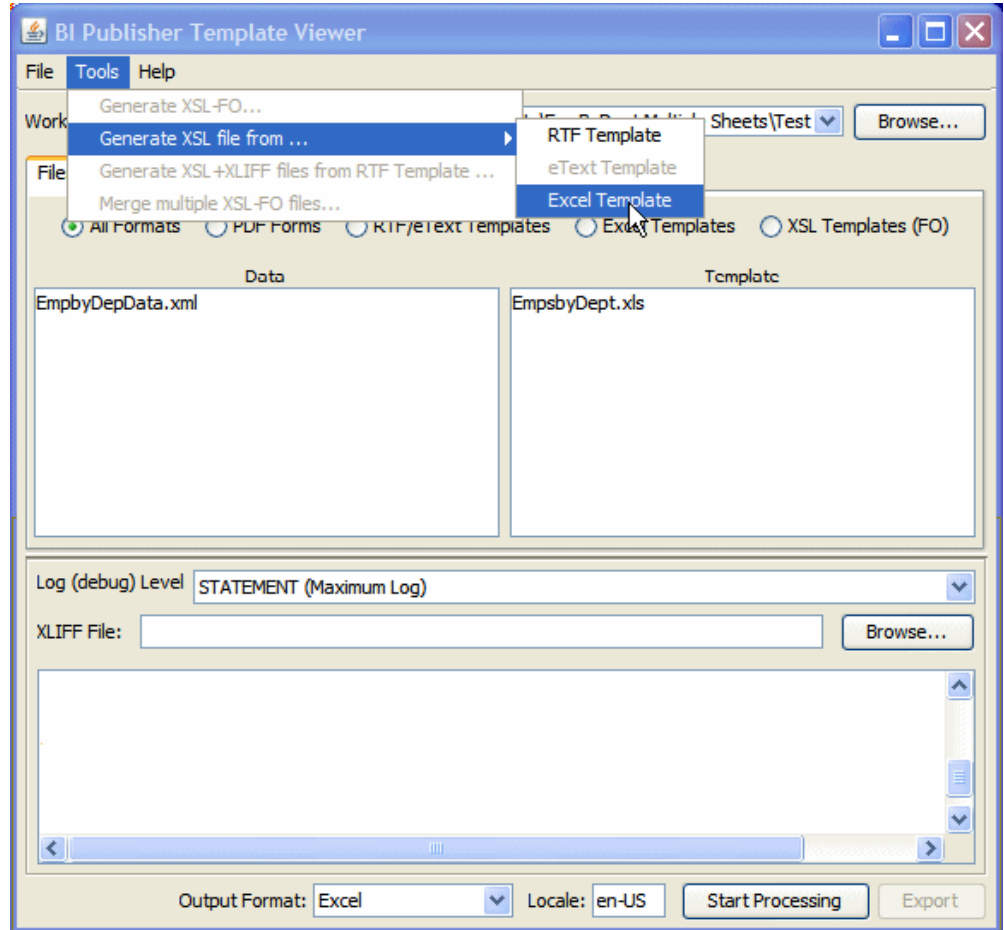 BI Publisher Template Viewer
File Tools Help
Generate XSL-FO...
Work Sheets\Test Browse...
Generate XSL file from ... RTF Template
File Generate XSL+XLIFF files from RTF Template ... eText Template
Merge multiple XSL-FO files... Excel Template
All Formats PDF Forms RTF/eText Templates Excel Templates XSL Templates (FO)
Data Template
EmpbyDepData.xml EmpsbyDept.xls
Log (debug) Level STATEMENT (Maximum Log)
XLIFF File: Browse...
Output Format: Excel Locale: en-US Start Processing Export